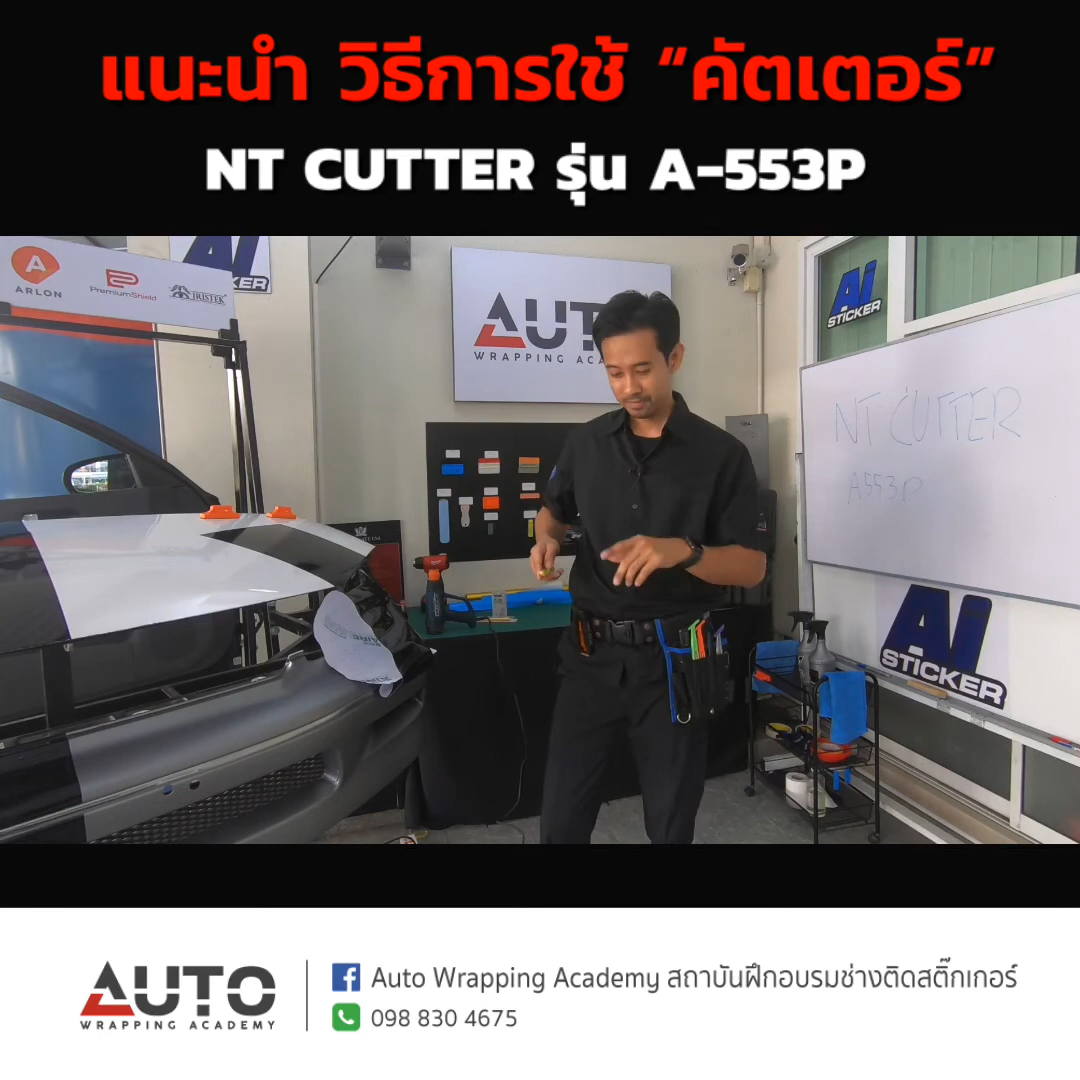 แนะนำ วิธีการใช้ “คัตเตอร์”
NT CUTTER รุ่น A-553P
ARLON
PremiumShield
TRISTEK
AI
STICKER
AUTO
WRAPPING ACA
AI
STICKER
NT CUTTER
A553P
AI
STICKER
AUTO
WRAPPING ACADEMY
Auto Wrapping Academy สถาบันฝึกอบรมช่างติดสติ๊กเกอร์
098 830 4675